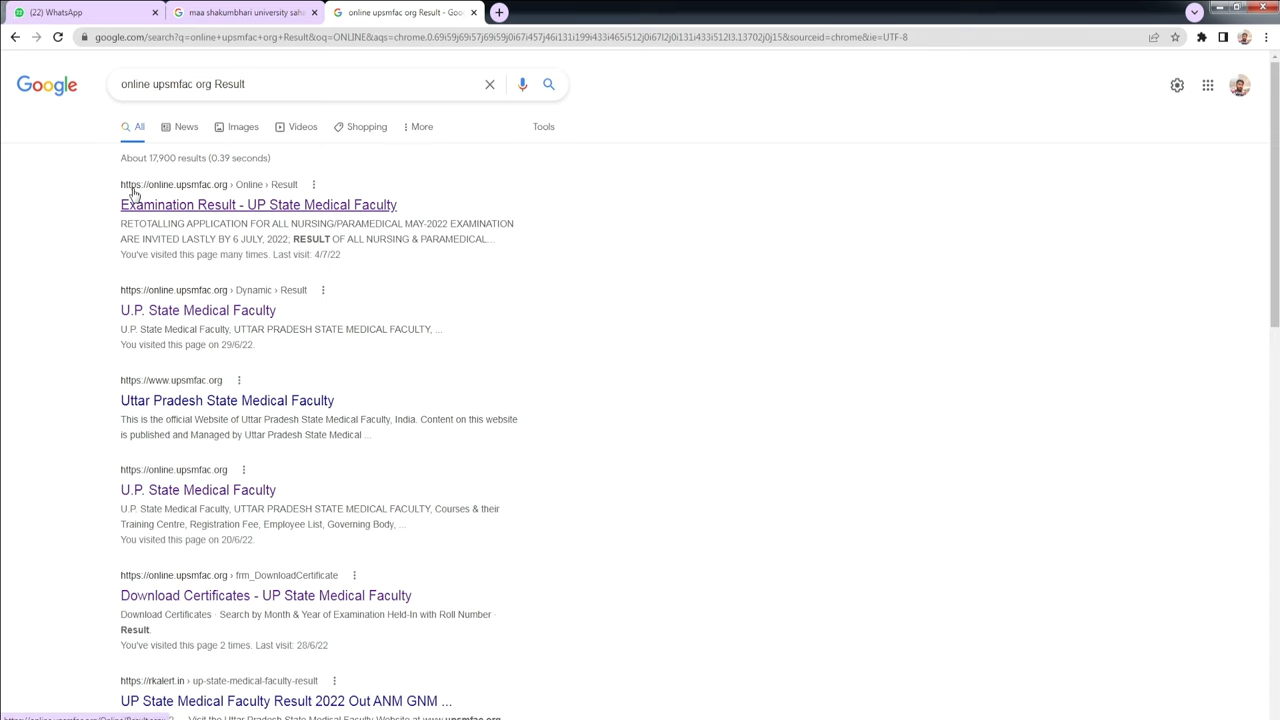 (22) WhatsApp
maa shakumbhari university saha
online upsmfac org Result - Goo
google.com/search?q=online+upsmfac+org+Result&oq=ONLINE&aqs=chrome.0.69i59j69i57j69i59j0i67i457j46i131i199i433i465i512j0i67l2j0i131i433i512l3.13702j0j15&sourceid=chrome&ie=UTF-8
Google
online upsmfac org Result
All News Images Videos Shopping More Tools
About 17,900 results (0.39 seconds)
https://online.upsmfac.org › Online › Result
Examination Result - UP State Medical Faculty
RETOTALLING APPLICATION FOR ALL NURSING/PARAMEDICAL MAY-2022 EXAMINATION
ARE INVITED LASTLY BY 6 JULY, 2022; RESULT OF ALL NURSING & PARAMEDICAL...
You've visited this page many times. Last visit: 4/7/22
https://online.upsmfac.org › Dynamic › Result
U.P. State Medical Faculty
U.P. State Medical Faculty, UTTAR PRADESH STATE MEDICAL FACULTY, ...
You visited this page on 29/6/22.
https://www.upsmfac.org
Uttar Pradesh State Medical Faculty
This is the official Website of Uttar Pradesh State Medical Faculty, India. Content on this website
is published and Managed by Uttar Pradesh State Medical ...
https://online.upsmfac.org
U.P. State Medical Faculty
U.P. State Medical Faculty, UTTAR PRADESH STATE MEDICAL FACULTY, Courses & their
Training Centre, Registration Fee, Employee List, Governing Body, ...
You visited this page on 20/6/22.
https://online.upsmfac.org › frm_DownloadCertificate
Download Certificates - UP State Medical Faculty
Download Certificates · Search by Month & Year of Examination Held-In with Roll Number ·
Result.
You've visited this page 2 times. Last visit: 28/6/22
https://rkalert.in › up-state-medical-faculty-result
UP State Medical Faculty Result 2022 Out ANM GNM ...
Visit the Uttar Pradesh State Medical Faculty Website at www.upsmfac.org